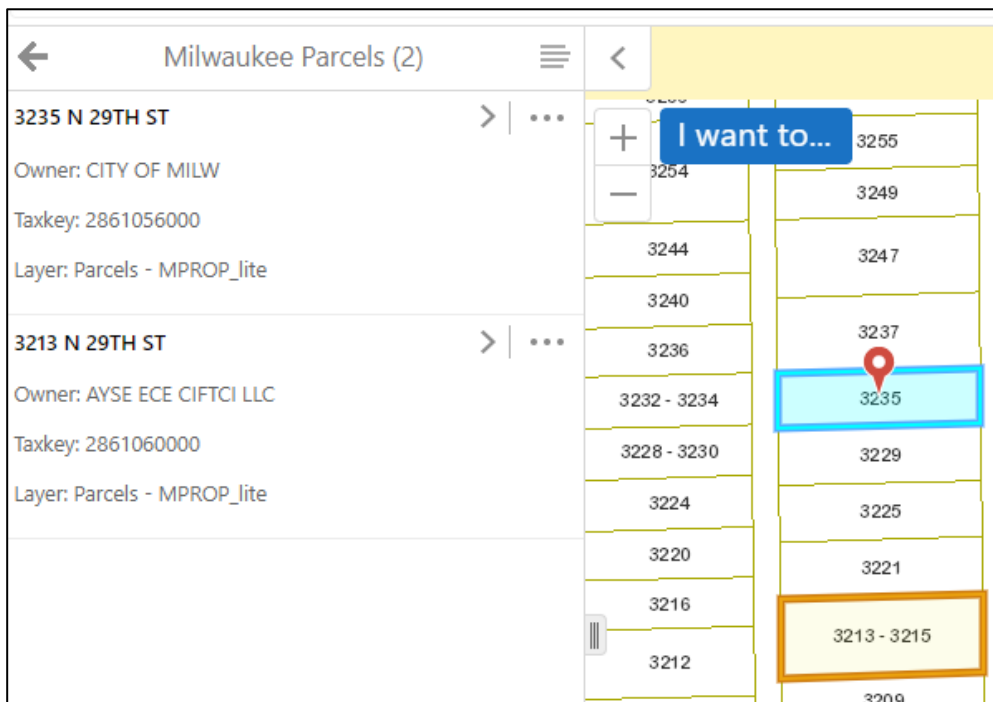 Milwaukee Parcels (2)
3235 N 29TH ST
Owner: CITY OF MILW
Taxkey: 2861056000
Layer: Parcels - MPROP_lite
3213 N 29TH ST
Owner: AYSE ECE CIFTCI LLC
Taxkey: 2861060000
Layer: Parcels - MPROP_lite
I want to...
3254
3244
3240
3236
3232 - 3234
3228 - 3230
3224
3220
3216
3212
3255
3249
3247
3237
3235
3229
3225
3221
3213 - 3215
3209